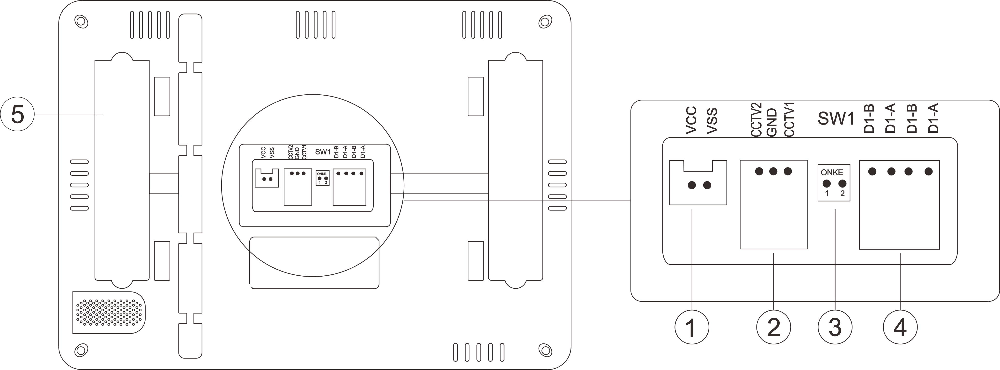 5
VCC
VSS
CCTV2
GND
CCTV1
SW1
D1-B
D1-A
D1-B
D1-A
ONKE
1 2
VCC
VSS
CCTV2
GND
CCTV1
SW1
D1-B
D1-A
D1-B
D1-A
ONKE
1 2
1
2
3
4